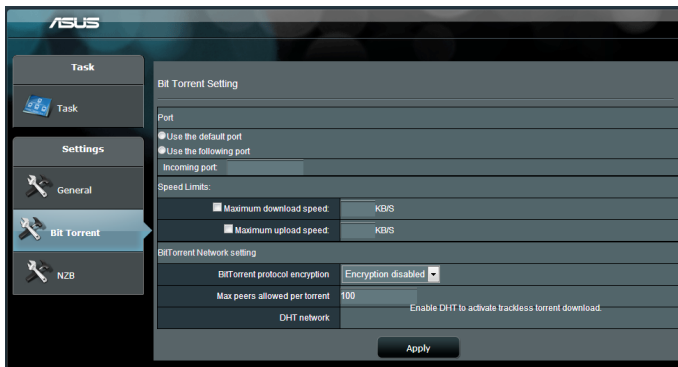 ASUS
Task
Task
Settings
General
Bit Torrent
NZB
Bit Torrent Setting
Port
Use the default port
Use the following port
Incoming port:
Speed Limits:
Maximum download speed: KB/S
Maximum upload speed: KB/S
BitTorrent Network setting
BitTorrent protocol encryption Encryption disabled
Max peers allowed per torrent 100
DHT network Enable DHT to activate trackless torrent download.
Apply